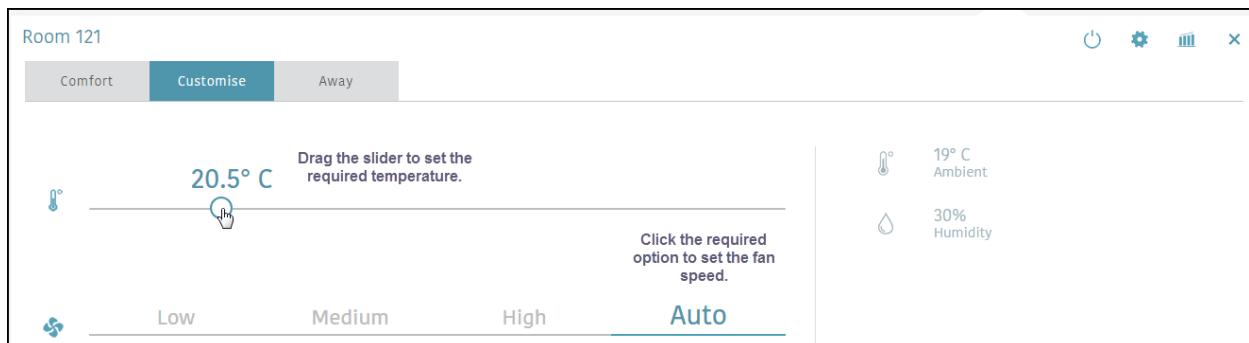 Room 121
Comfort
Customise
Away
20.5° C
Drag the slider to set the
required temperature.
19° C
Ambient
30%
Humidity
Click the required
option to set the fan
speed.
Low
Medium
High
Auto